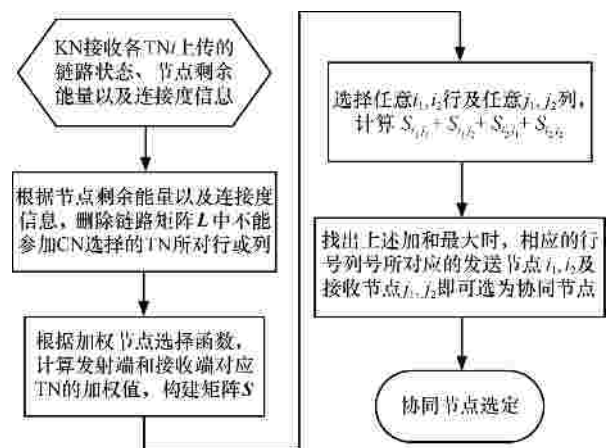 KN接收各TNi上传的
链路状态、节点剩余
能量以及连接度信息
根据节点剩余能量以及连接度
信息，删除链路矩阵L中不能
参加CN选择的TN所对行或列
根据加权节点选择函数，
计算发射端和接收端对应
TN的加权值，构建矩阵S
选择任意i₁, i₂行及任意j₁, j₂列，
计算 S_{i₁j₁} + S_{i₁j₂} + S_{i₂j₁} + S_{i₂j₂}
找出上述加和最大时，相应的行
号列号所对应的发送节点i₁, i₂及
接收节点j₁, j₂即可选为协同节点
协同节点选定